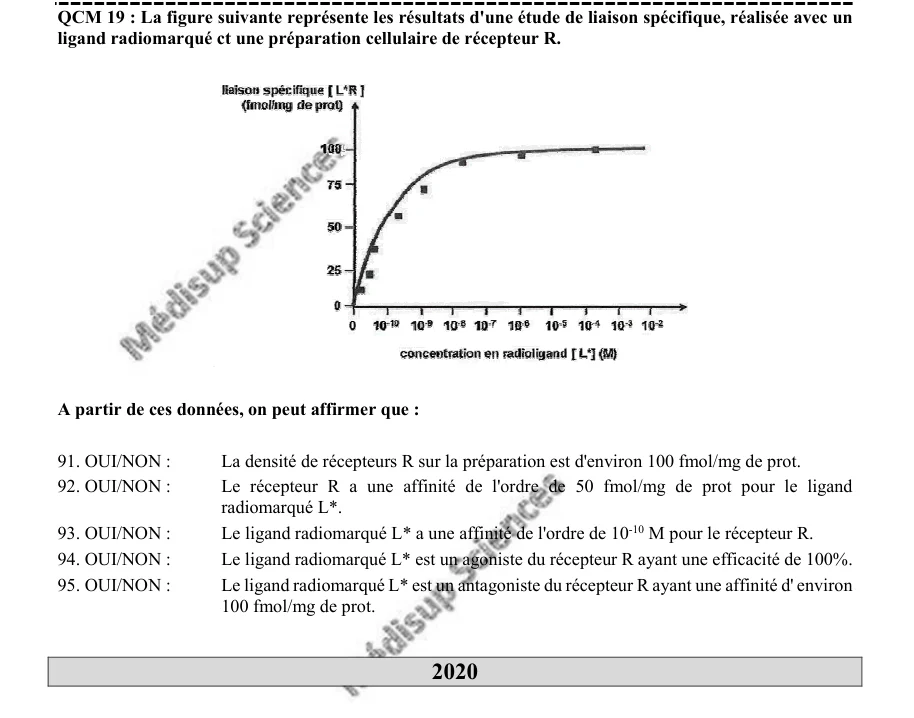 QCM 19 : La figure suivante représente les résultats d'une étude de liaison spécifique, réalisée avec un
ligand radiomarqué ct une préparation cellulaire de récepteur R.
liaison spécifique [ L*R ]
(fmol/mg de prot)
100
75
50
25
0
0 10⁻¹⁰ 10⁻⁹ 10⁻⁸ 10⁻⁷ 10⁻⁶ 10⁻⁵ 10⁻⁴ 10⁻³ 10⁻²
concentration en radioligand [ L*] (M)
Médisup Sciences
A partir de ces données, on peut affirmer que :
91. OUI/NON : La densité de récepteurs R sur la préparation est d'environ 100 fmol/mg de prot.
92. OUI/NON : Le récepteur R a une affinité de l'ordre de 50 fmol/mg de prot pour le ligand
radiomarqué L*.
93. OUI/NON : Le ligand radiomarqué L* a une affinité de l'ordre de 10⁻¹⁰ M pour le récepteur R.
94. OUI/NON : Le ligand radiomarqué L* est un agoniste du récepteur R ayant une efficacité de 100%.
95. OUI/NON : Le ligand radiomarqué L* est un antagoniste du récepteur R ayant une affinité d' environ
100 fmol/mg de prot.
Médisup Sciences
2020